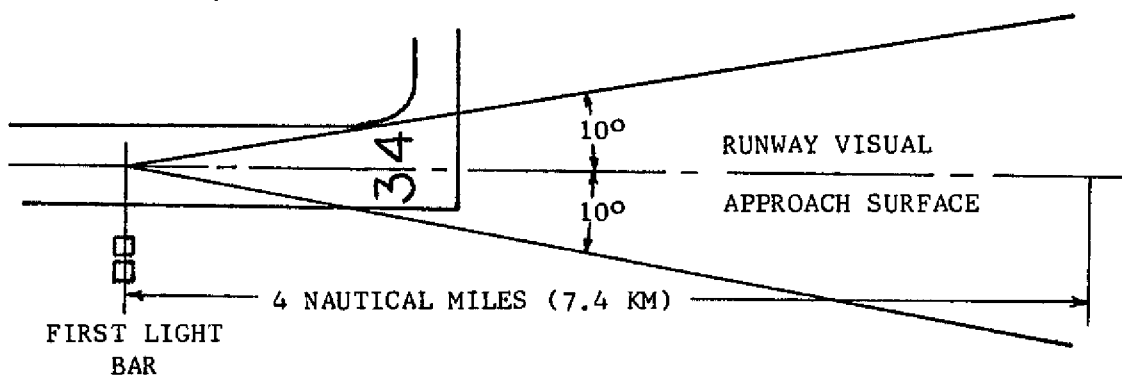 10°
RUNWAY VISUAL
34
10°
APPROACH SURFACE
4 NAUTICAL MILES (7.4 KM)
FIRST LIGHT
BAR